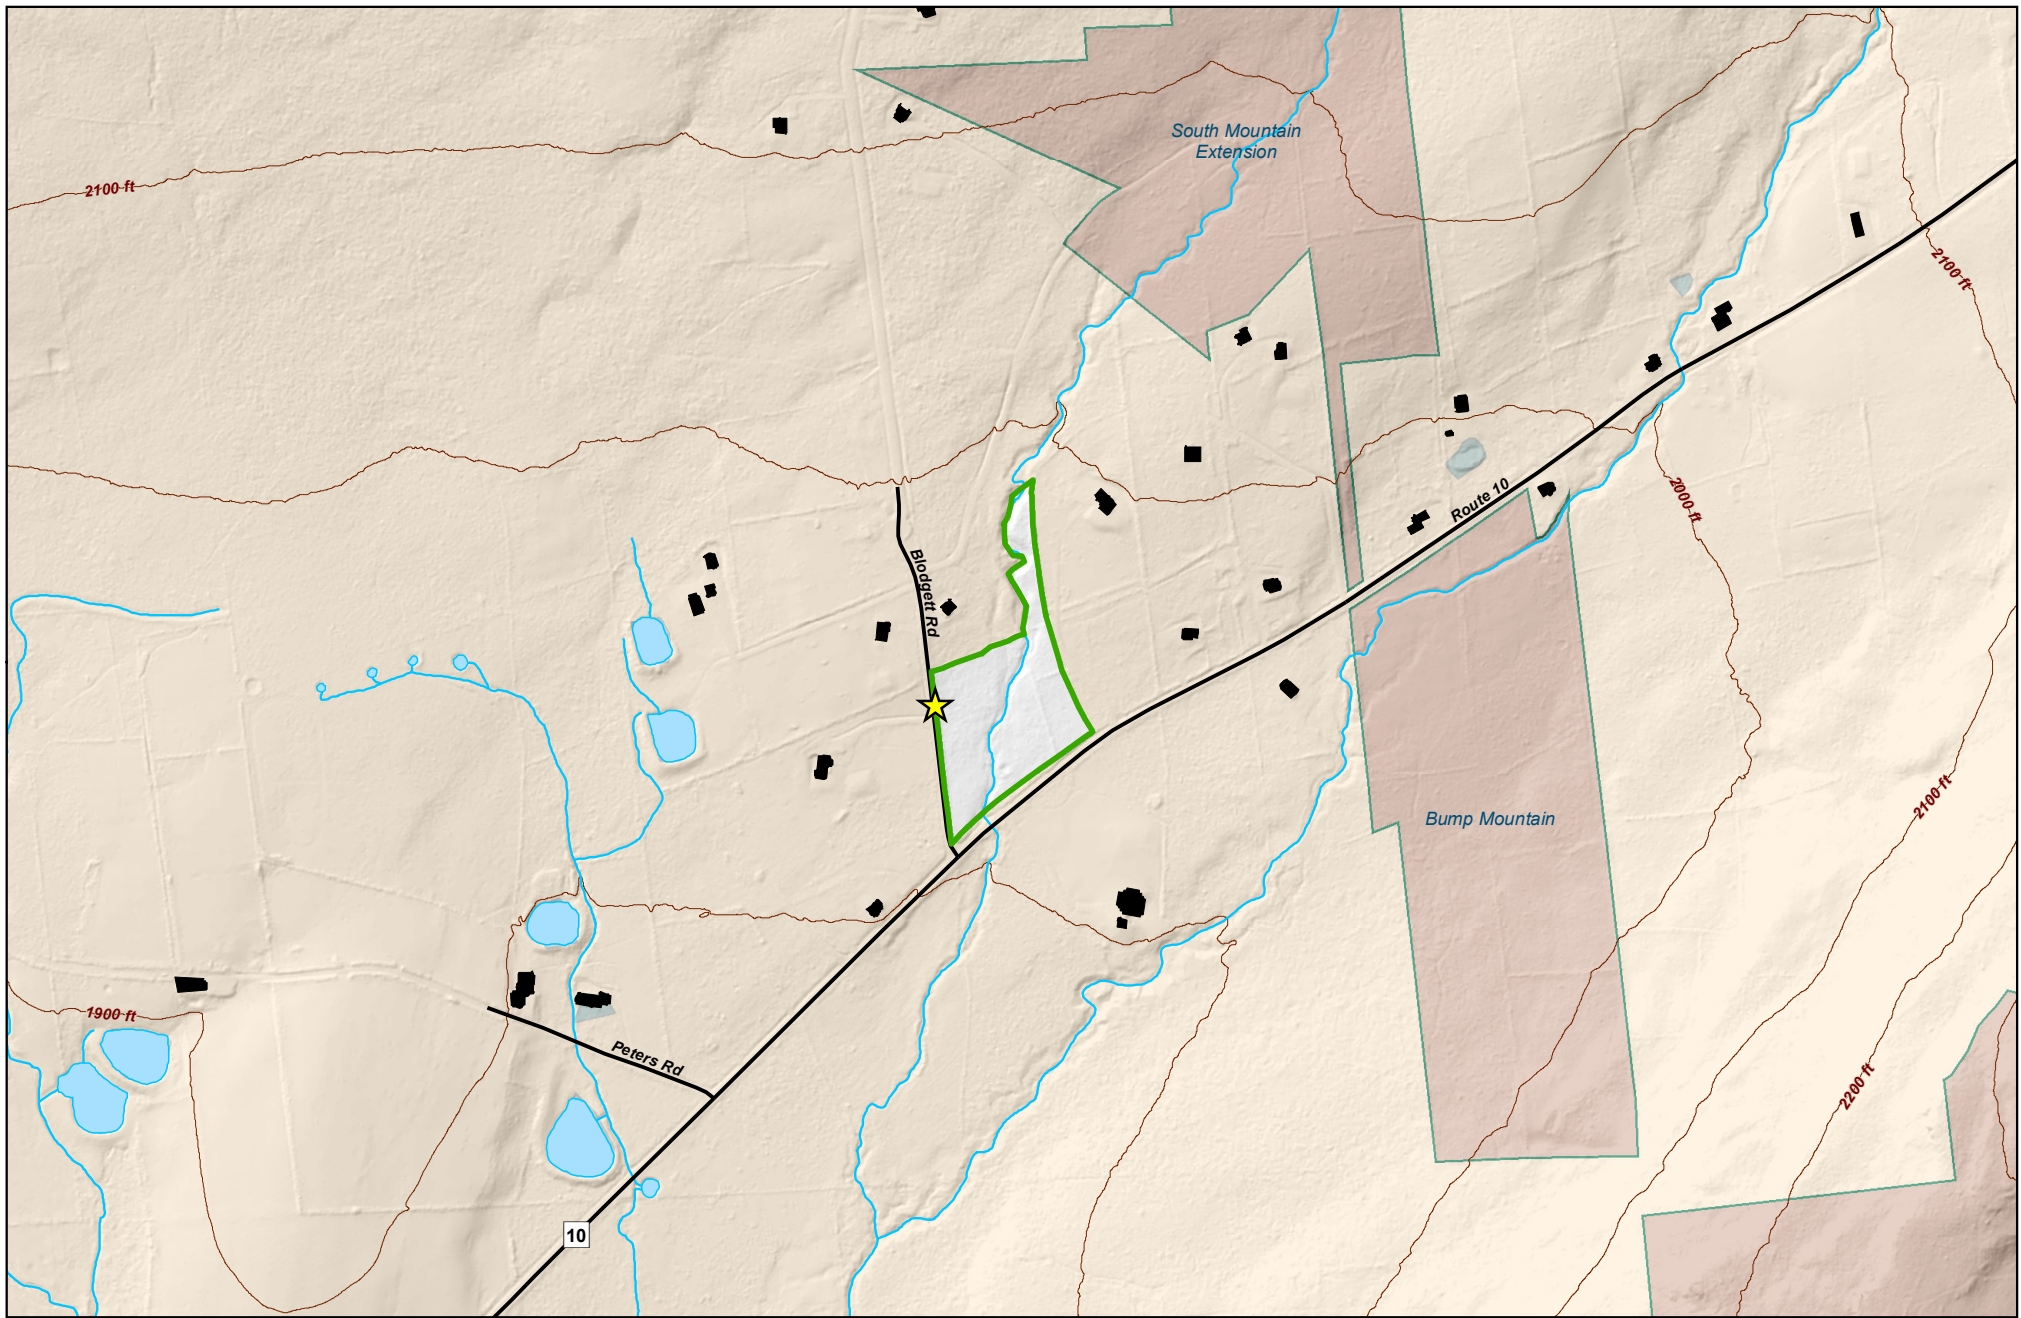 South Mountain
Extension
2100 ft
2100 ft
2000 ft
Route 10
Blodgett Rd
2100 ft
Bump Mountain
1900 ft
Peters Rd
2200 ft
10